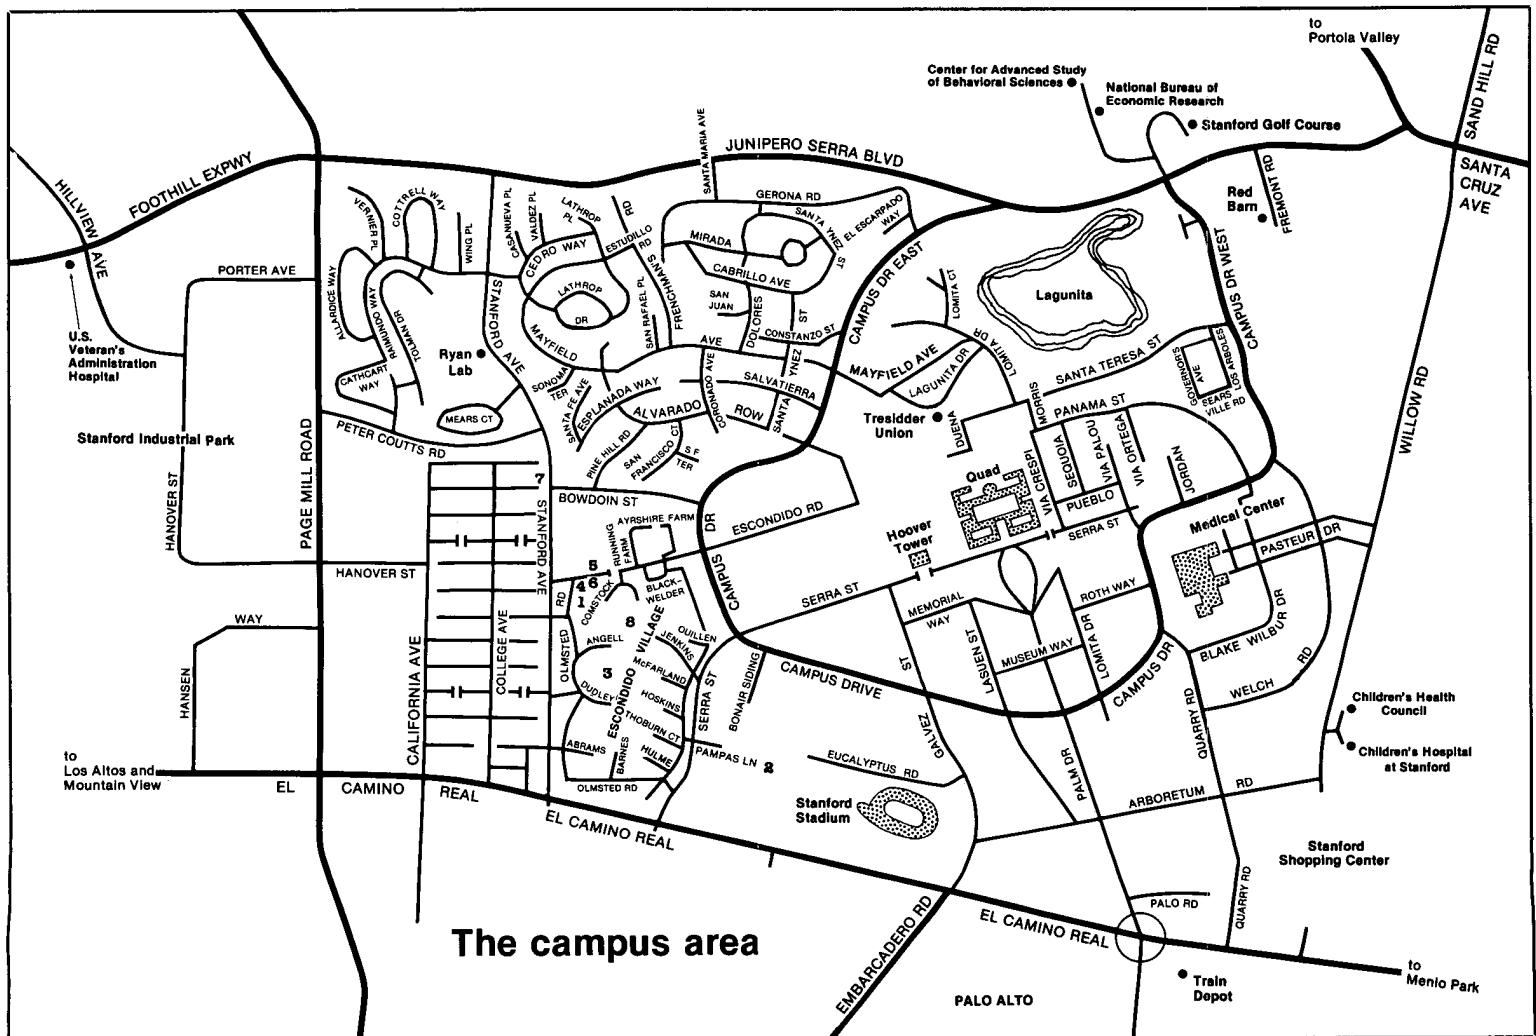 to
Portola Valley
SAND HILL RD
Center for Advanced Study
of Behavioral Sciences
National Bureau of
Economic Research
Stanford Golf Course
SANTA
CRUZ
AVE
JUNIPERO SERRA BLVD
SANTA MARIA AVE
FOOTHILL EXPWY
HILLVIEW AVE
Red
Barn
FREMONT RD
VERNIER PL
COTTRELL WAY
WING PL
CASANUEVA PL
VALDEZ PL
LATHROP
PL
RD
ESTUDILLO
RD
CEDRO WAY
GERONA RD
SANTA YNEZ ST
EL ESCARPADO
WAY
MIRADA
CABRILLO AVE
FRENCHMAN'S
SAN
JUAN
DOLORES
ST
CONSTANZO ST
CAMPUS DR EAST
LOMITA CT
Lagunita
CAMPUS DR WEST
PORTER AVE
ALLARDICE WAY
RAIMUNDO WAY
TOLMAN DR
STANFORD AVE
LATHROP
DR
SAN RAFAEL PL
MAYFIELD
AVE
U.S.
Veteran's
Administration
Hospital
Ryan
Lab
CATHCART
WAY
MEARS CT
SONOMA
TER
SANTA FE AVE
ESPLANADA WAY
ALVARADO
ROW
CORONADO AVE
SALVATIERRA
YNEZ
SANTA
MAYFIELD AVE
LAGUNITA DR
LOMITA DR
SANTA TERESA ST
GOVERNORS
AVE
LOS ARBOLES
SEARS
VILLE RD
WILLOW RD
Tresidder
Union
DUENA
MORRIS
PANAMA ST
Stanford Industrial Park
PETER COUTTS RD
PINE HILL RD
SAN
FRANCISCO
CT
S F
TER
HANOVER ST
PAGE MILL ROAD
7
BOWDOIN ST
STANFORD AVE
Quad
VIA CRESPI
SEQUOIA
VIA PALOU
VIA ORTEGA
JORDAN
PUEBLO
SERRA ST
Medical Center
PASTEUR DR
Hoover
Tower
ESCONDIDO RD
CAMPUS
DR
AYRSHIRE FARM
RUNNING
FARM
HANOVER ST
5
4
6
1
RD
COMSTOCK
BLACK-
WELDER
SERRA ST
MEMORIAL
WAY
ROTH WAY
BLAKE WILBUR DR
WAY
HANSEN
CALIFORNIA AVE
COLLEGE AVE
OLMSTED
8
ANGELL
ESCONDIDO VILLAGE
QUILLEN
JENKINS
3
McFARLAND
DUDLEY
HOSKINS
THOBURN CT
SERRA ST
BONAIR SIDING
CAMPUS DRIVE
ST
LASUEN ST
MUSEUM WAY
LOMITA DR
CAMPUS DR
WELCH
RD
QUARRY RD
Children's Health
Council
Children's Hospital
at Stanford
to
Los Altos and
Mountain View
ABRAMS
BARNES
HULME
OLMSTED RD
PAMPAS LN
2
EUCALYPTUS RD
GALVEZ
PALM DR
ARBORETUM
RD
EL
CAMINO
REAL
EL CAMINO REAL
Stanford
Stadium
Stanford
Shopping Center
The campus area
EMBARCADERO RD
EL CAMINO REAL
PALO RD
QUARRY RD
to
Menlo Park
Train
Depot
PALO ALTO